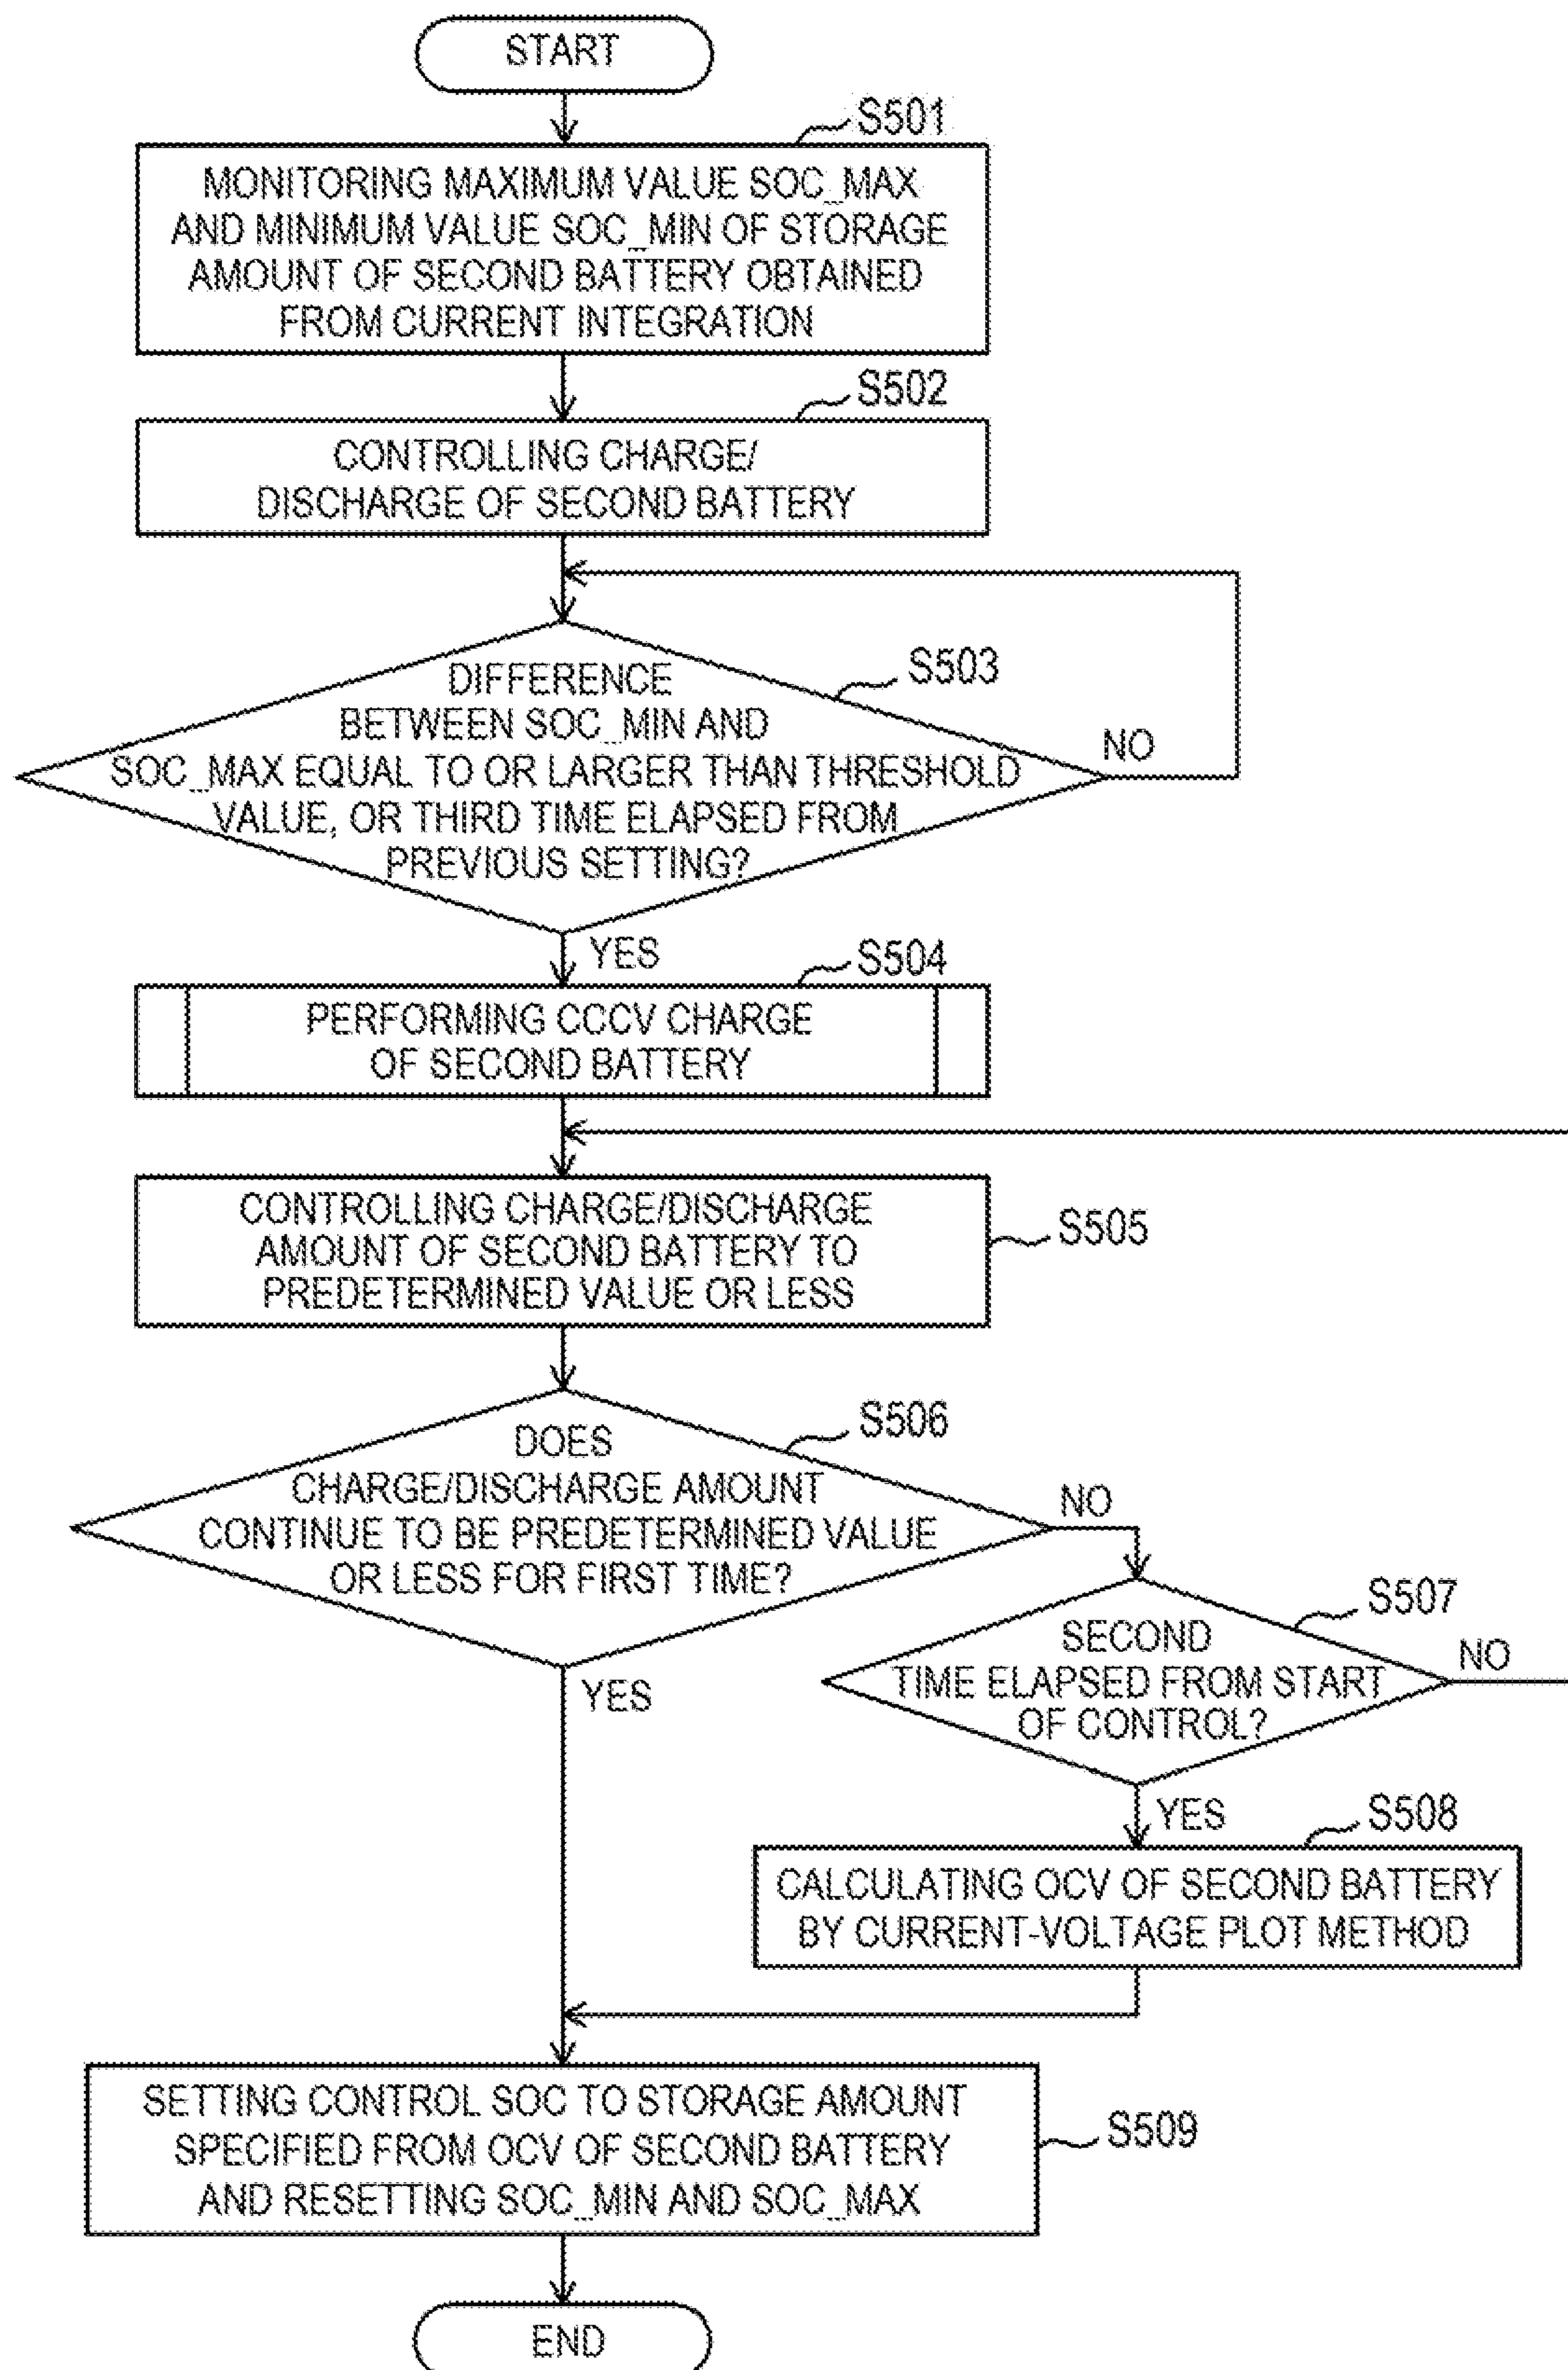 START
S501
MONITORING MAXIMUM VALUE SOC_MAX
AND MINIMUM VALUE SOC_MIN OF STORAGE
AMOUNT OF SECOND BATTERY OBTAINED
FROM CURRENT INTEGRATION
S502
CONTROLLING CHARGE/
DISCHARGE OF SECOND BATTERY
S503
DIFFERENCE
BETWEEN SOC_MIN AND
SOC_MAX EQUAL TO OR LARGER THAN THRESHOLD
VALUE, OR THIRD TIME ELAPSED FROM
PREVIOUS SETTING?
NO
YES
S504
PERFORMING CCCV CHARGE
OF SECOND BATTERY
CONTROLLING CHARGE/DISCHARGE
AMOUNT OF SECOND BATTERY TO
PREDETERMINED VALUE OR LESS
S505
S506
DOES
CHARGE/DISCHARGE AMOUNT
CONTINUE TO BE PREDETERMINED VALUE
OR LESS FOR FIRST TIME?
NO
YES
S507
SECOND
TIME ELAPSED FROM START
OF CONTROL?
NO
YES
S508
CALCULATING OCV OF SECOND BATTERY
BY CURRENT-VOLTAGE PLOT METHOD
SETTING CONTROL SOC TO STORAGE AMOUNT
SPECIFIED FROM OCV OF SECOND BATTERY
AND RESETTING SOC_MIN AND SOC_MAX
S509
END